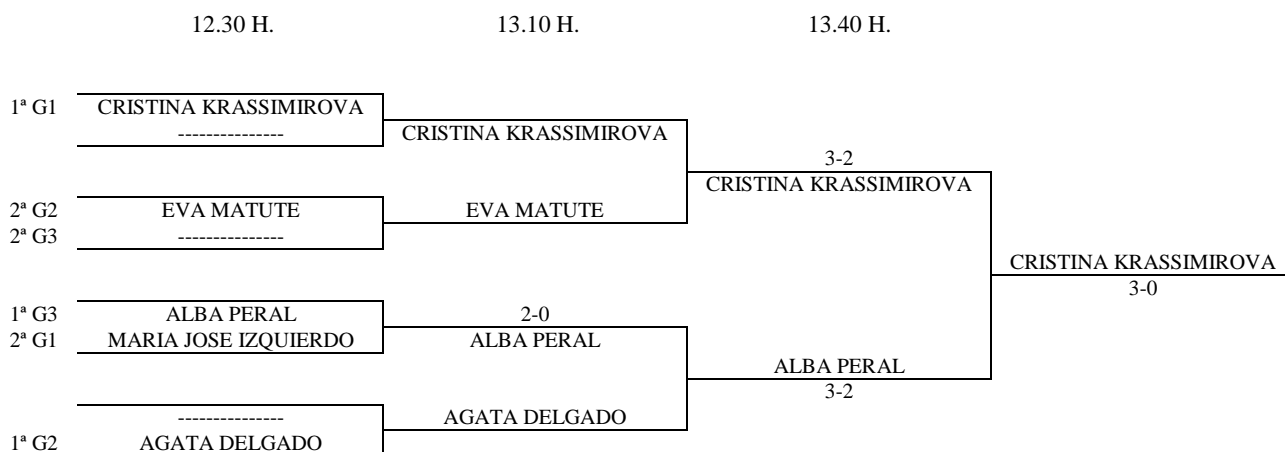 12.30 H. 13.10 H. 13.40 H.
1ª G1 CRISTINA KRASSIMIROVA
---------------
CRISTINA KRASSIMIROVA
3-2
CRISTINA KRASSIMIROVA
2ª G2 EVA MATUTE
EVA MATUTE
2ª G3 ---------------
CRISTINA KRASSIMIROVA
3-0
1ª G3 ALBA PERAL
2-0
2ª G1 MARIA JOSE IZQUIERDO
ALBA PERAL
ALBA PERAL
3-2
---------------
AGATA DELGADO
1ª G2 AGATA DELGADO